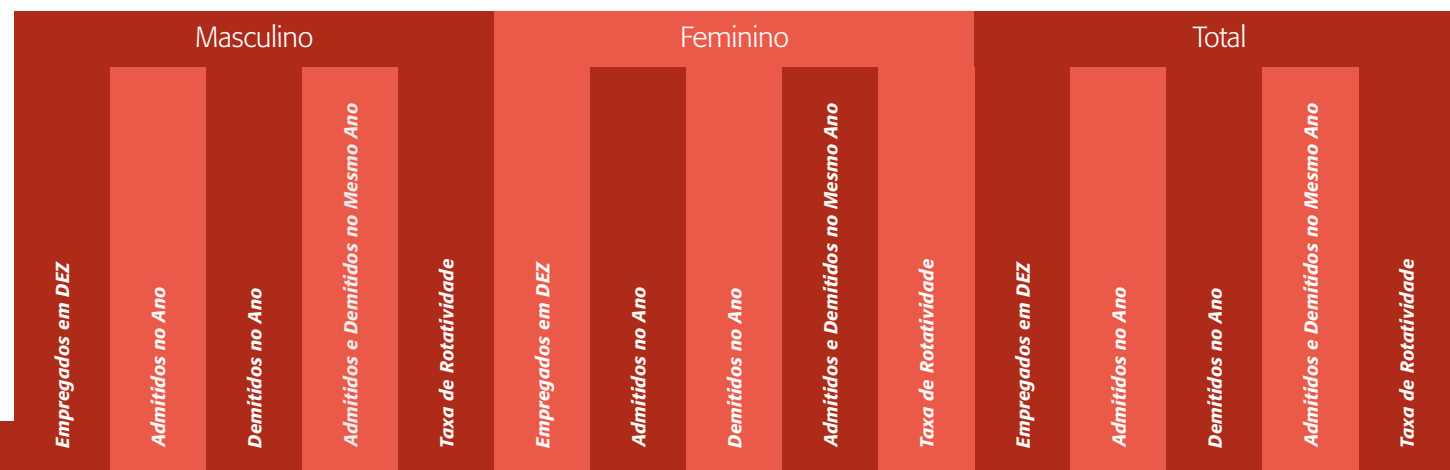 Masculino
Feminino
Total
Empregados em DEZ
Admitidos no Ano
Demitidos no Ano
Admitidos e Demitidos no Mesmo Ano
Taxa de Rotatividade
Empregados em DEZ
Admitidos no Ano
Demitidos no Ano
Admitidos e Demitidos no Mesmo Ano
Taxa de Rotatividade
Empregados em DEZ
Admitidos no Ano
Demitidos no Ano
Admitidos e Demitidos no Mesmo Ano
Taxa de Rotatividade